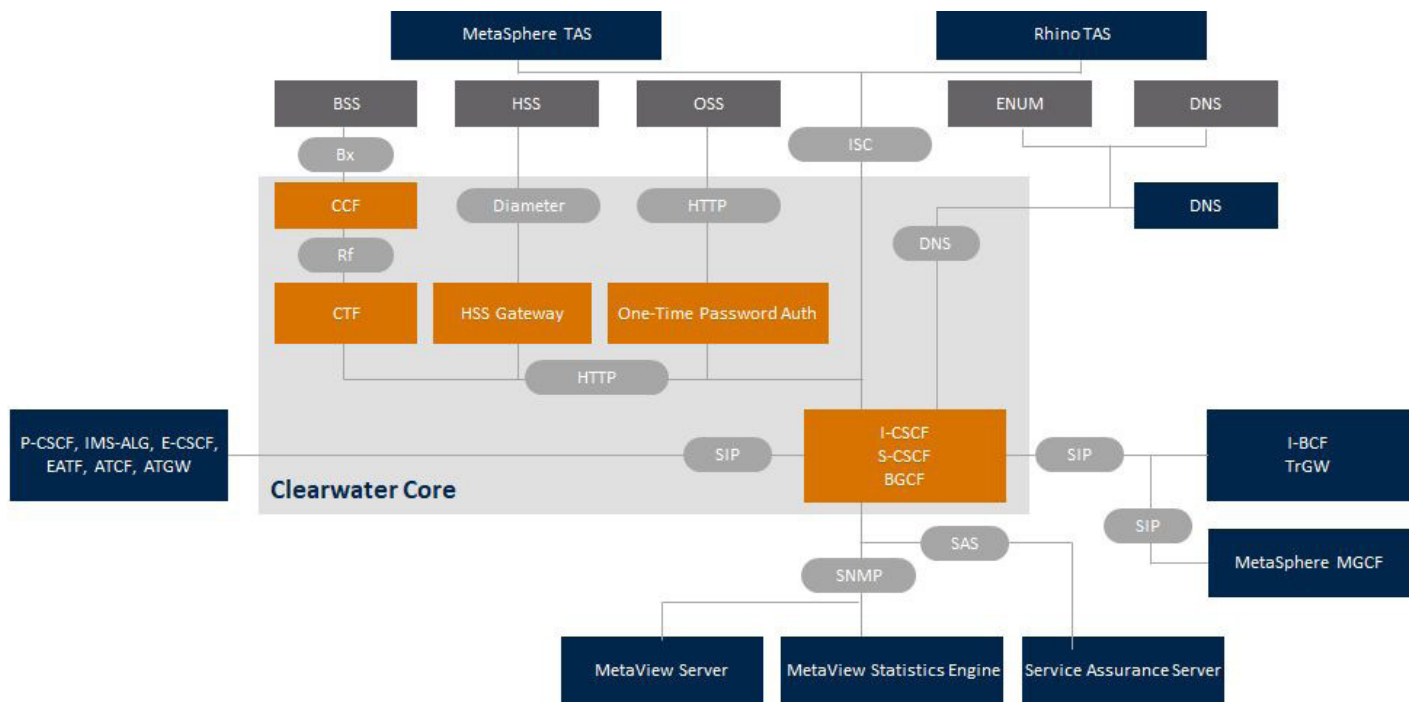 MetaSphere TAS
Rhino TAS
BSS
HSS
OSS
ENUM
DNS
Bx
ISC
CCF
Diameter
HTTP
DNS
Rf
DNS
CTF
HSS Gateway
One-Time Password Auth
HTTP
P-CSCF, IMS-ALG, E-CSCF,
EATF, ATCF, ATGW
SIP
I-CSCF
S-CSCF
BGCF
SIP
I-BCF
TrGW
Clearwater Core
SIP
SAS
MetaSphere MGCF
SNMP
MetaView Server
MetaView Statistics Engine
Service Assurance Server